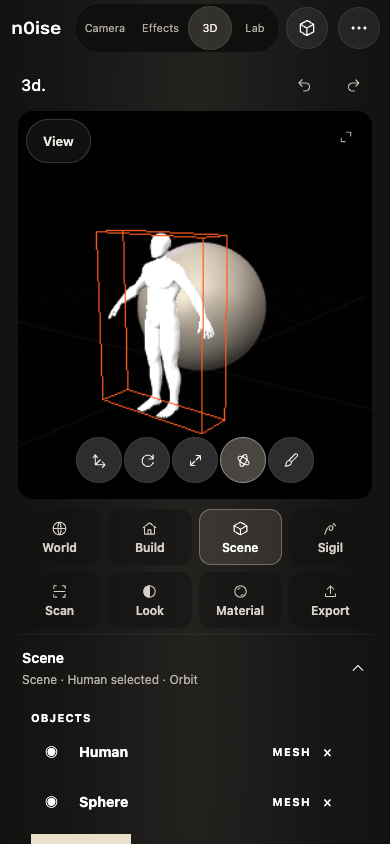 n0ise
Camera Effects 3D Lab
3d.
View
World Build Scene Sigil
Scan Look Material Export
Scene
Scene · Human selected · Orbit
OBJECTS
Human MESH x
Sphere MESH x